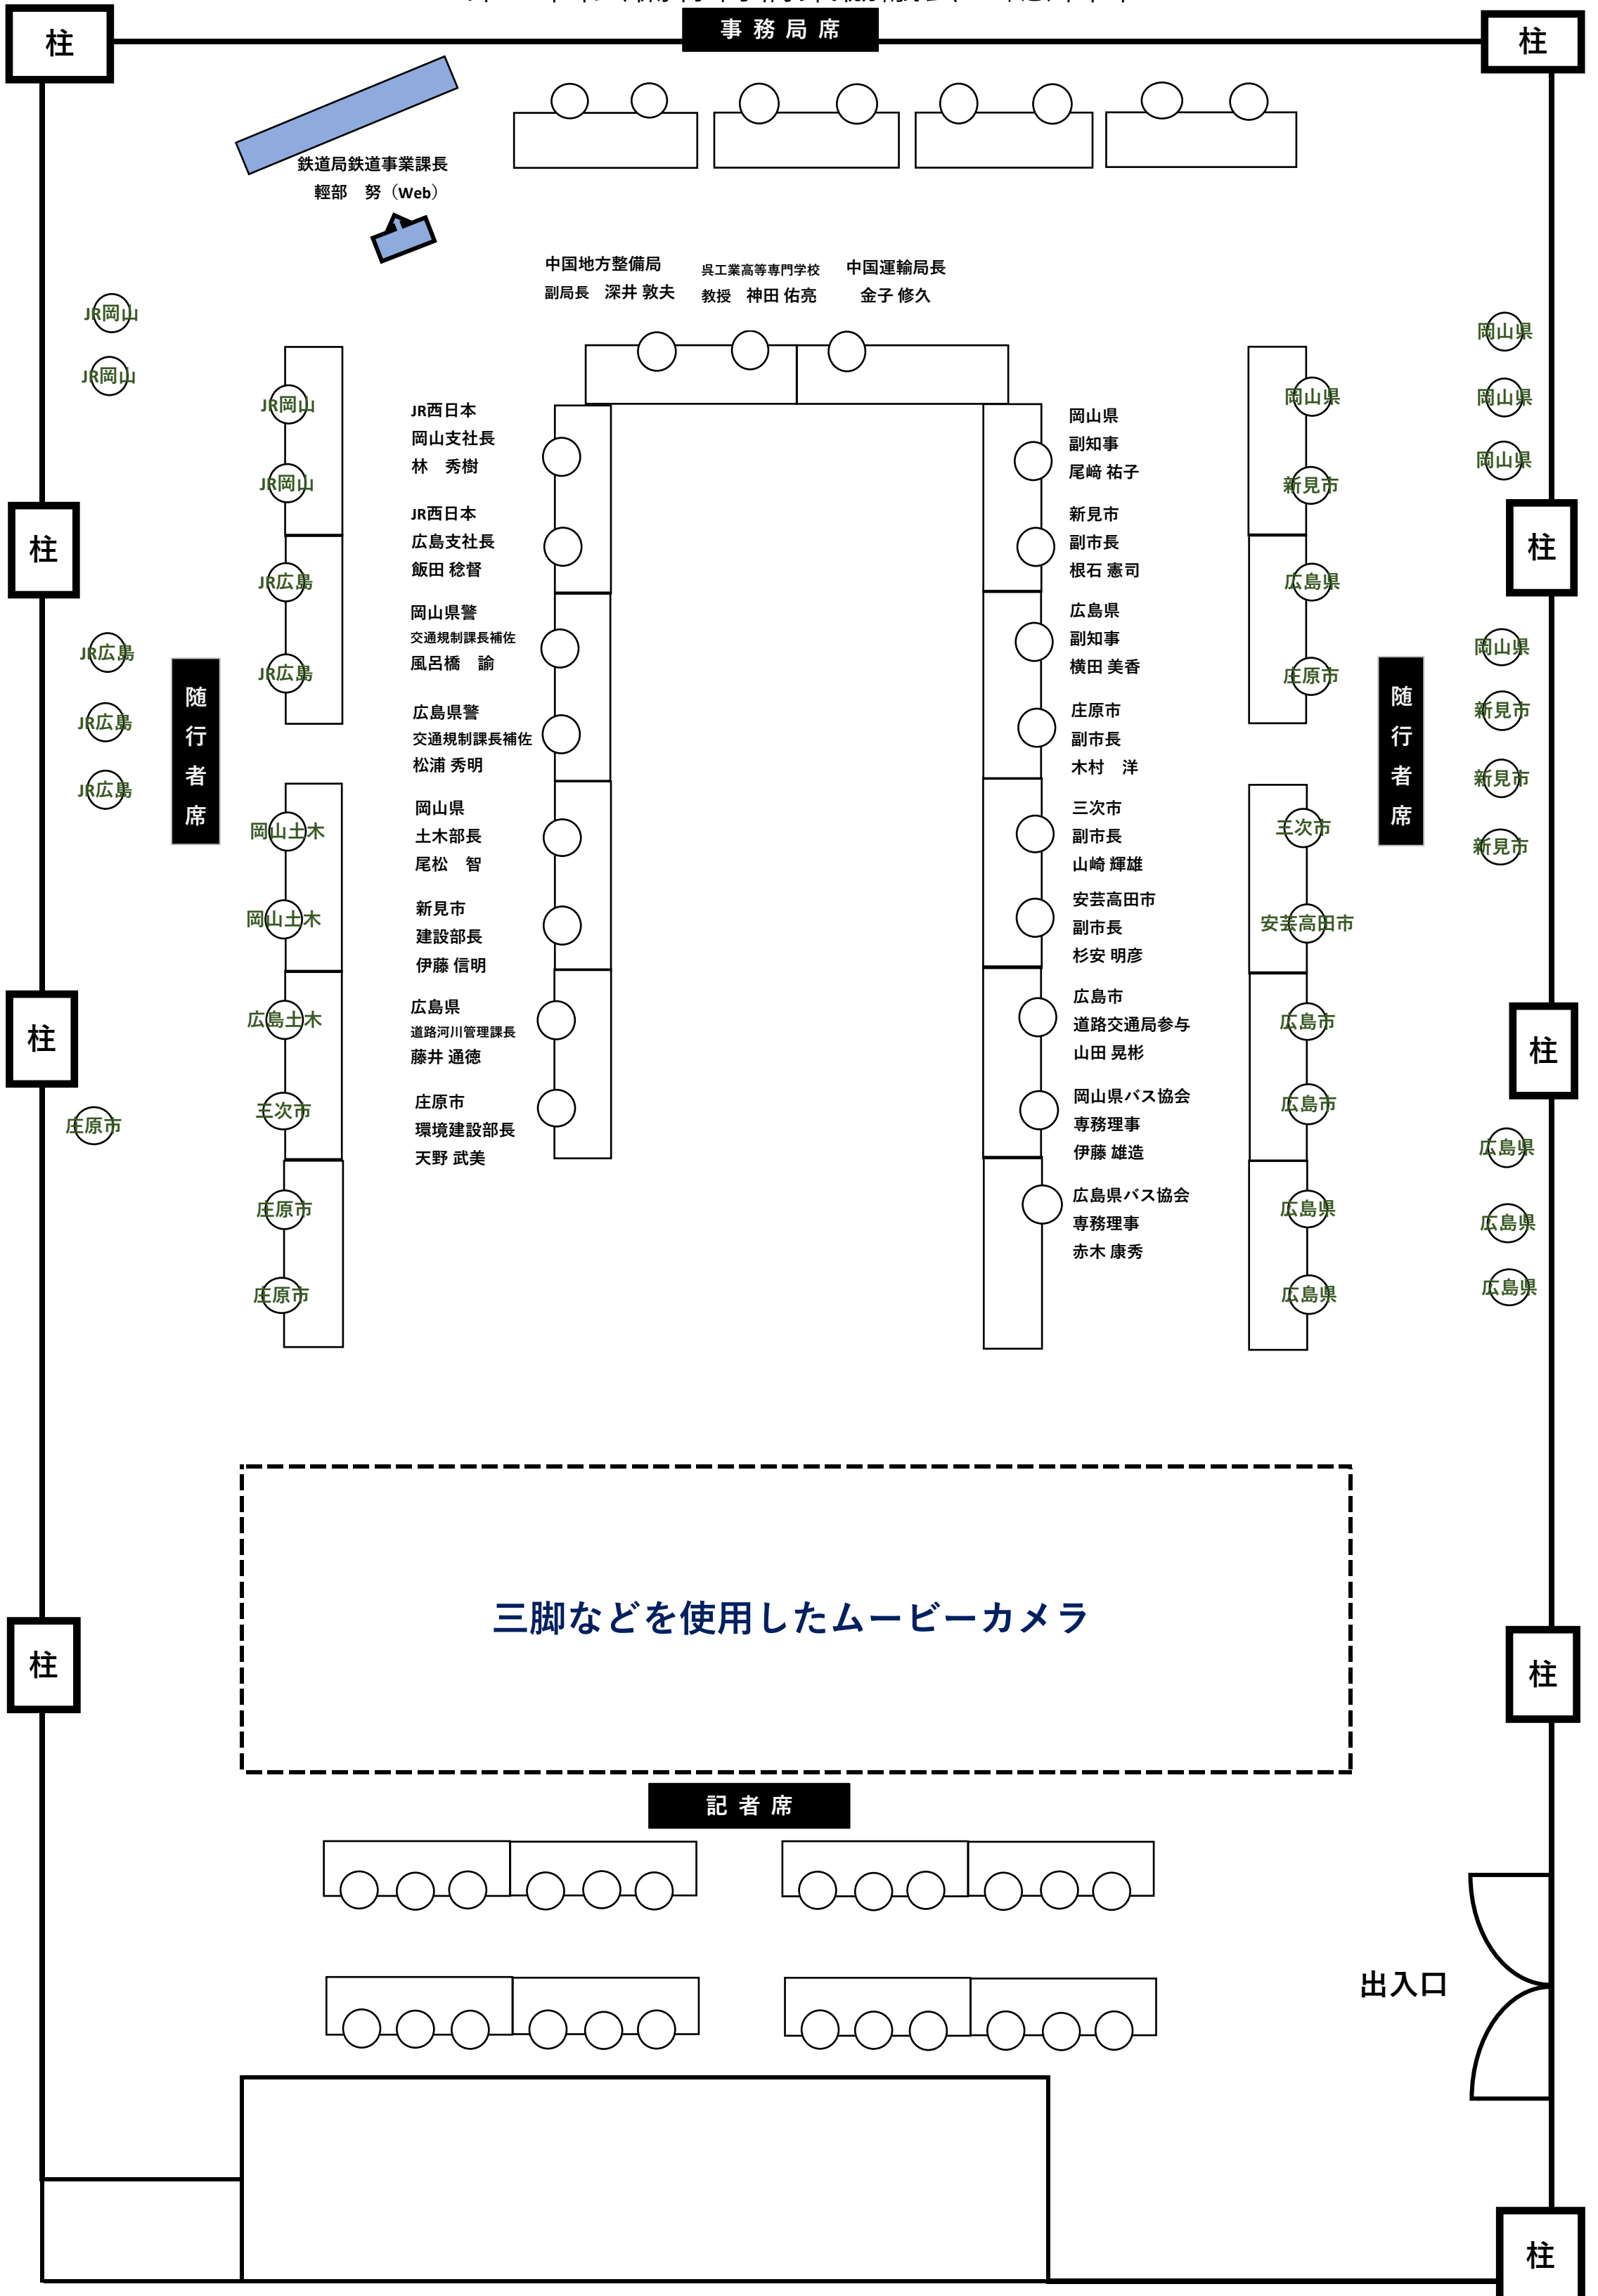 事務局席
柱
柱
鉄道局鉄道事業課長
輕部　努（Web）
中国地方整備局
副局長　深井 敦夫
呉工業高等専門学校
教授　神田 佑亮
中国運輸局長
金子 修久
JR岡山
JR岡山
JR岡山
JR岡山
JR広島
JR広島
柱
JR広島
JR広島
JR広島
随行者席
岡山土木
岡山土木
広島土木
三次市
庄原市
庄原市
柱
庄原市
柱
JR西日本
岡山支社長
林　秀樹
JR西日本
広島支社長
飯田 稔督
岡山県警
交通規制課長補佐
風呂橋　諭
広島県警
交通規制課長補佐
松浦 秀明
岡山県
土木部長
尾松　智
新見市
建設部長
伊藤 信明
広島県
道路河川管理課長
藤井 通徳
庄原市
環境建設部長
天野 武美
岡山県
副知事
尾﨑 祐子
新見市
副市長
根石 憲司
広島県
副知事
横田 美香
庄原市
副市長
木村　洋
三次市
副市長
山崎 輝雄
安芸高田市
副市長
杉安 明彦
広島市
道路交通局参与
山田 晃彬
岡山県バス協会
専務理事
伊藤 雄造
広島県バス協会
専務理事
赤木 康秀
岡山県
新見市
広島県
庄原市
三次市
安芸高田市
広島市
広島市
広島県
広島県
随行者席
岡山県
岡山県
岡山県
柱
岡山県
新見市
新見市
新見市
柱
広島県
広島県
広島県
柱
三脚などを使用したムービーカメラ
記者席
出入口
柱